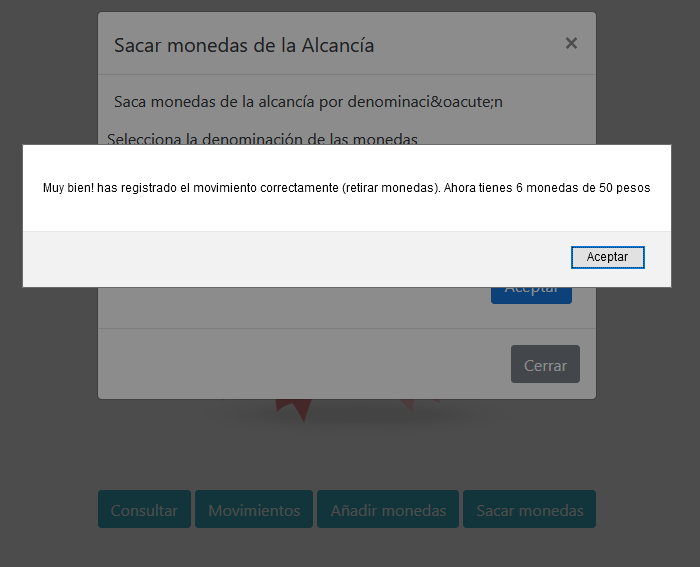 Sacar monedas de la Alcancía
×
Saca monedas de la alcancía por denominaci&oacute;n
Selecciona la denominación de las monedas
Muy bien! has registrado el movimiento correctamente (retirar monedas). Ahora tienes 6 monedas de 50 pesos
Aceptar
Aceptar
Cerrar
Consultar Movimientos Añadir monedas Sacar monedas